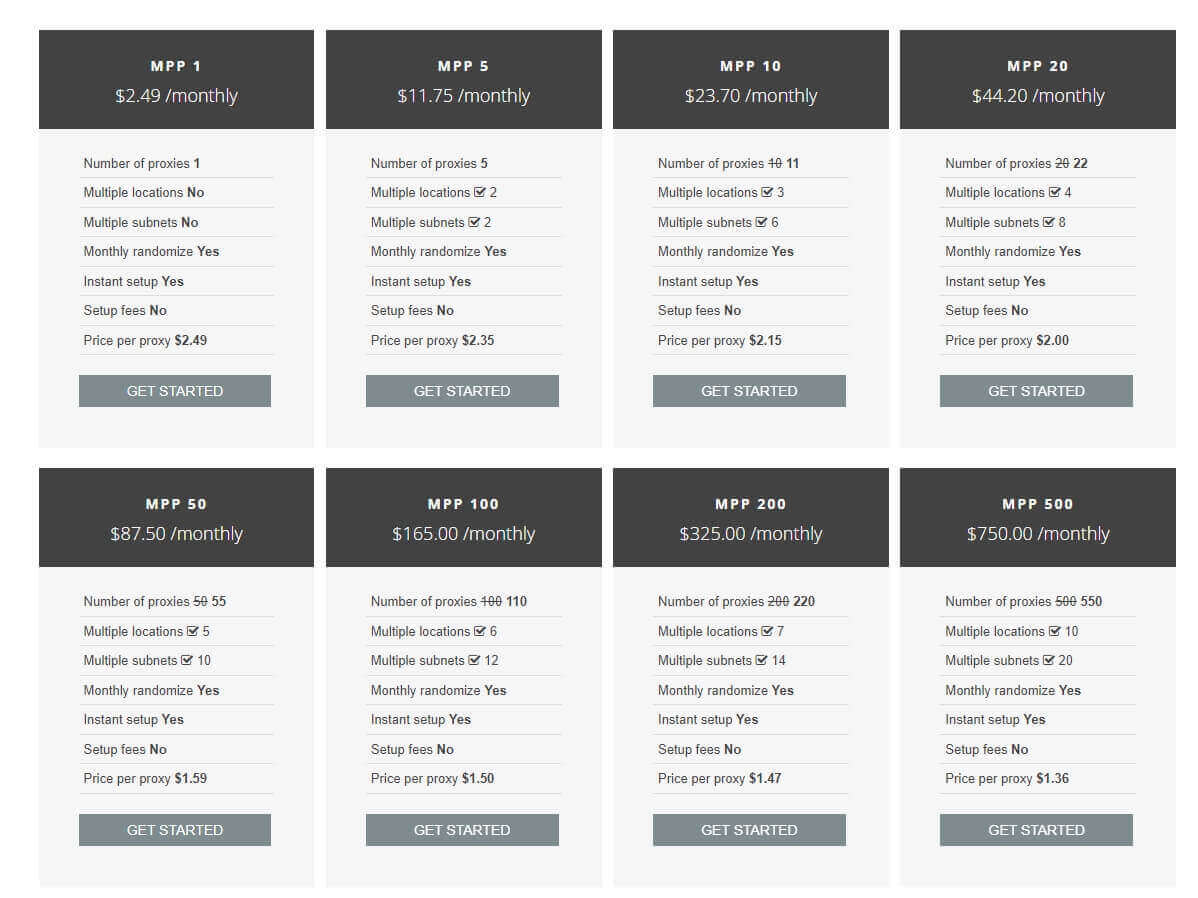 MPP 1
$2.49 /monthly
Number of proxies 1
Multiple locations No
Multiple subnets No
Monthly randomize Yes
Instant setup Yes
Setup fees No
Price per proxy $2.49
GET STARTED
MPP 5
$11.75 /monthly
Number of proxies 5
Multiple locations ☑ 2
Multiple subnets ☑ 2
Monthly randomize Yes
Instant setup Yes
Setup fees No
Price per proxy $2.35
GET STARTED
MPP 10
$23.70 /monthly
Number of proxies 10 11
Multiple locations ☑ 3
Multiple subnets ☑ 6
Monthly randomize Yes
Instant setup Yes
Setup fees No
Price per proxy $2.15
GET STARTED
MPP 20
$44.20 /monthly
Number of proxies 20 22
Multiple locations ☑ 4
Multiple subnets ☑ 8
Monthly randomize Yes
Instant setup Yes
Setup fees No
Price per proxy $2.00
GET STARTED
MPP 50
$87.50 /monthly
Number of proxies 50 55
Multiple locations ☑ 5
Multiple subnets ☑ 10
Monthly randomize Yes
Instant setup Yes
Setup fees No
Price per proxy $1.59
GET STARTED
MPP 100
$165.00 /monthly
Number of proxies 100 110
Multiple locations ☑ 6
Multiple subnets ☑ 12
Monthly randomize Yes
Instant setup Yes
Setup fees No
Price per proxy $1.50
GET STARTED
MPP 200
$325.00 /monthly
Number of proxies 200 220
Multiple locations ☑ 7
Multiple subnets ☑ 14
Monthly randomize Yes
Instant setup Yes
Setup fees No
Price per proxy $1.47
GET STARTED
MPP 500
$750.00 /monthly
Number of proxies 500 550
Multiple locations ☑ 10
Multiple subnets ☑ 20
Monthly randomize Yes
Instant setup Yes
Setup fees No
Price per proxy $1.36
GET STARTED